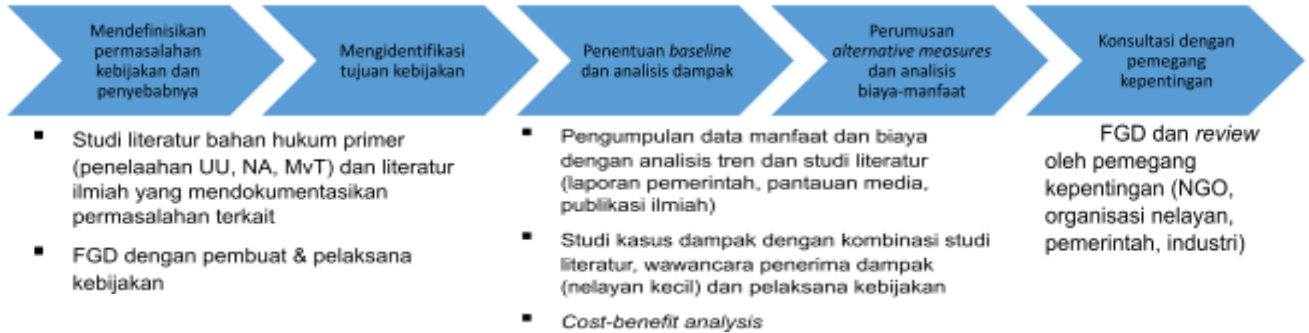 Mendefinisikan
permasalahan
kebijakan dan
penyebabnya
Mengidentifikasi
tujuan kebijakan
Penentuan baseline
dan analisis dampak
Perumusan
alternative measures
dan analisis
biaya-manfaat
Konsultasi dengan
pemegang
kepentingan
▪ Studi literatur bahan hukum primer
(penelaahan UU, NA, MvT) dan literatur
ilmiah yang mendokumentasikan
permasalahan terkait
▪ FGD dengan pembuat & pelaksana
kebijakan
▪ Pengumpulan data manfaat dan biaya
dengan analisis tren dan studi literatur
(laporan pemerintah, pantauan media,
publikasi ilmiah)
▪ Studi kasus dampak dengan kombinasi studi
literatur, wawancara penerima dampak
(nelayan kecil) dan pelaksana kebijakan
▪ Cost-benefit analysis
FGD dan review
oleh pemegang
kepentingan (NGO,
organisasi nelayan,
pemerintah, industri)